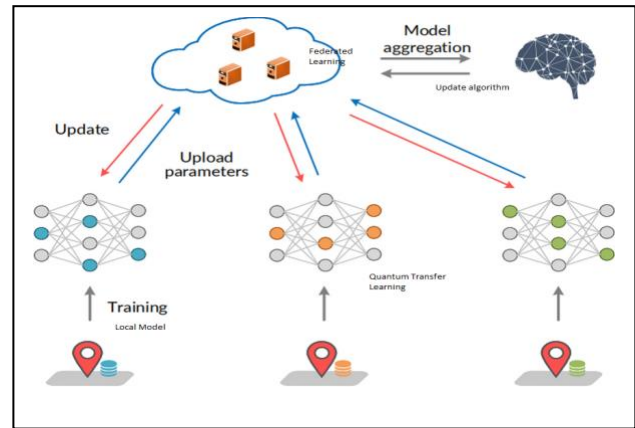 Model
aggregation
Federated
Learning
Update algorithm
Update
Upload
parameters
Quantum Transfer
Learning
Training
Local Model